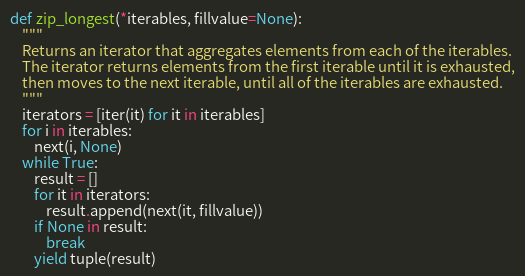 def zip_longest(*iterables, fillvalue=None):
"""
Returns an iterator that aggregates elements from each of the iterables.
The iterator returns elements from the first iterable until it is exhausted,
then moves to the next iterable, until all of the iterables are exhausted.
"""
iterators = [iter(it) for it in iterables]
for i in iterables:
next(i, None)
while True:
result = []
for it in iterators:
result.append(next(it, fillvalue))
if None in result:
break
yield tuple(result)